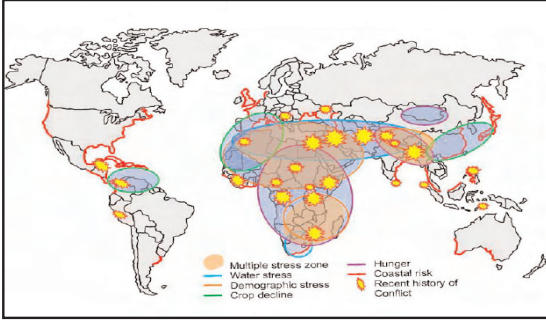 Multiple stress zone
Water stress
Demographic stress
Crop decline
Hunger
Coastal risk
Recent history of
Conflict